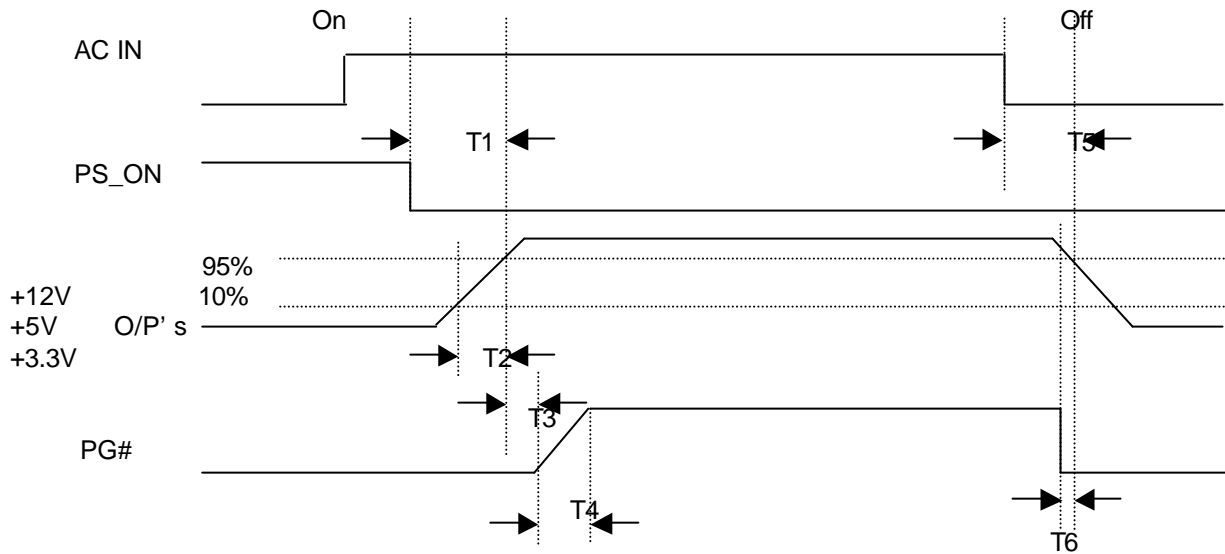 On Off
AC IN
T1 T5
PS_ON
95%
+12V 10%
+5V O/P' s
+3.3V T2
T3
PG#
T4
T6